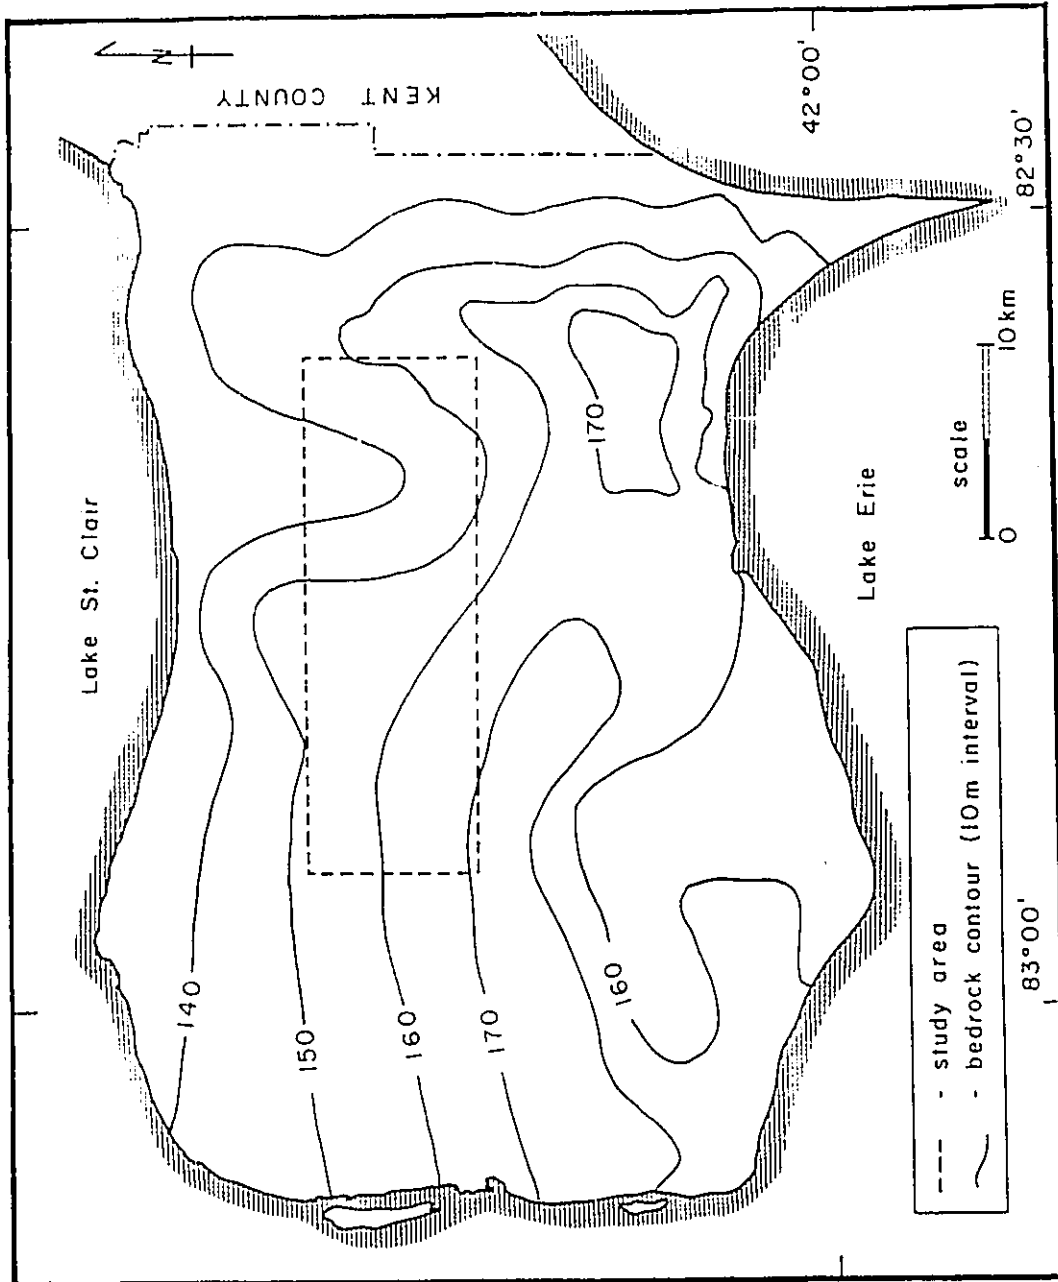 Lake St. Clair
N
KENT COUNTY
140
150
160
170
170
160
Lake Erie
scale
0 10 km
42°00'
82°30'
83°00'
- study area
- bedrock contour (10 m interval)